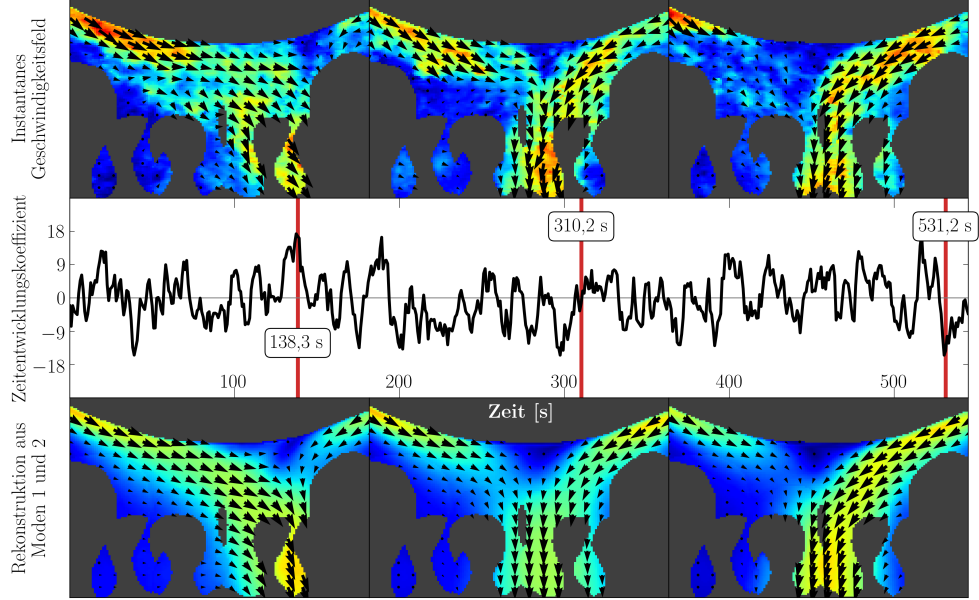 Instantanes
Geschwindigkeitsfeld
Zeitentwicklungskoeffizient
18
9
0
−9
−18
138,3 s
310,2 s
531,2 s
100
200
300
400
500
Zeit [s]
Rekonstruktion aus
Moden 1 und 2